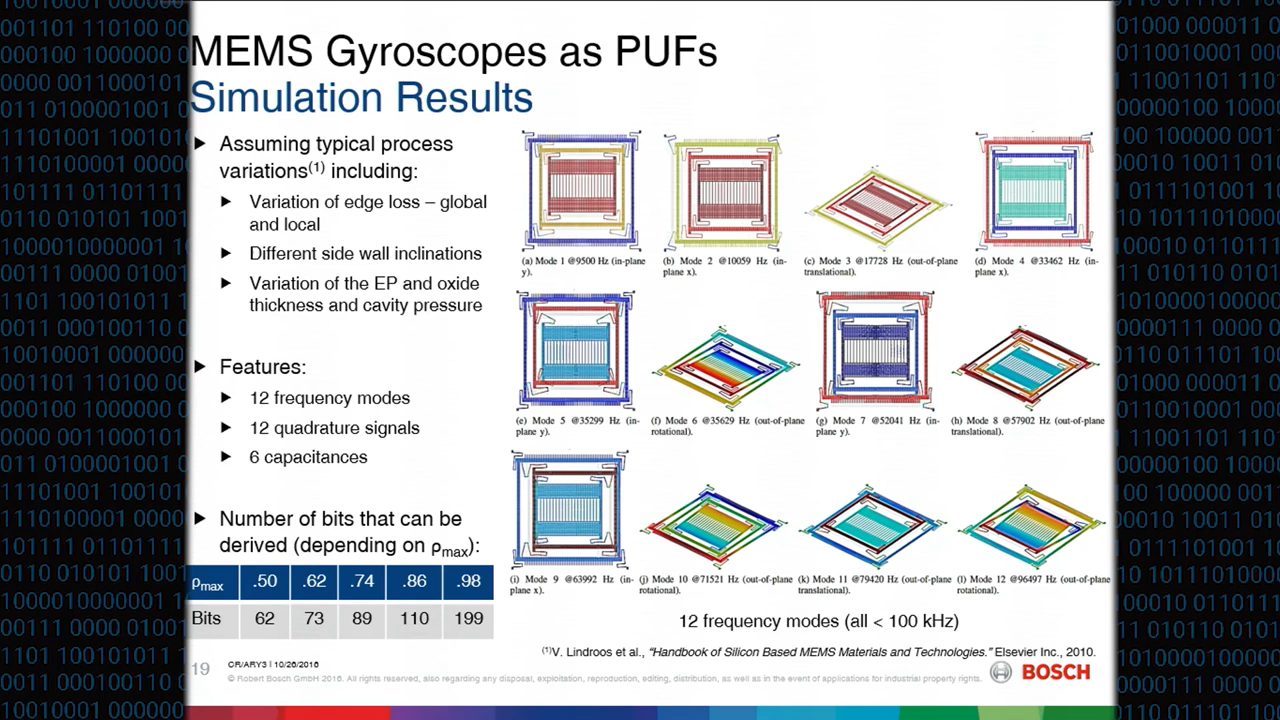 MEMS Gyroscopes as PUFs
Simulation Results
Assuming typical process
variations(1) including:
Variation of edge loss – global
and local
Different side wall inclinations
Variation of the EP and oxide
thickness and cavity pressure
Features:
12 frequency modes
12 quadrature signals
6 capacitances
Number of bits that can be
derived (depending on ρmax):
ρmax .50 .62 .74 .86 .98
Bits 62 73 89 110 199
(a) Mode 1 @9500 Hz (in-plane
y).
(b) Mode 2 @10059 Hz (in-
plane x).
(c) Mode 3 @17728 Hz (out-of-plane
translational).
(d) Mode 4 @33462 Hz (in-
plane x).
(e) Mode 5 @35299 Hz (in-
plane y).
(f) Mode 6 @35629 Hz (out-of-plane
rotational).
(g) Mode 7 @52041 Hz (in-
plane y).
(h) Mode 8 @57902 Hz (out-of-plane
translational).
(i) Mode 9 @63992 Hz (in-
plane x).
(j) Mode 10 @71521 Hz (out-of-plane
rotational).
(k) Mode 11 @79420 Hz (out-of-plane
translational).
(l) Mode 12 @96497 Hz (out-of-plane
rotational).
12 frequency modes (all < 100 kHz)
(1)V. Lindroos et al., "Handbook of Silicon Based MEMS Materials and Technologies." Elsevier Inc., 2010.
19
CR/ARY3 | 10/26/2016
© Robert Bosch GmbH 2016. All rights reserved, also regarding any disposal, exploitation, reproduction, editing, distribution, as well as in the event of applications for industrial property rights.
BOSCH